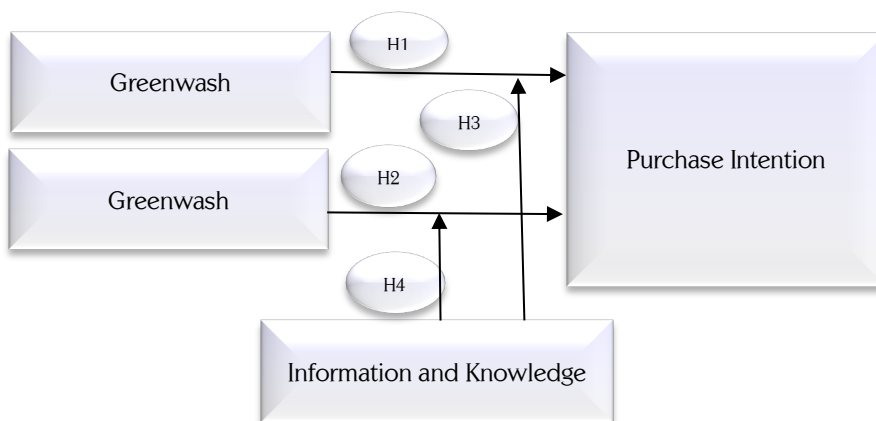 H1
Greenwash
H3
Purchase Intention
H2
Greenwash
H4
Information and Knowledge